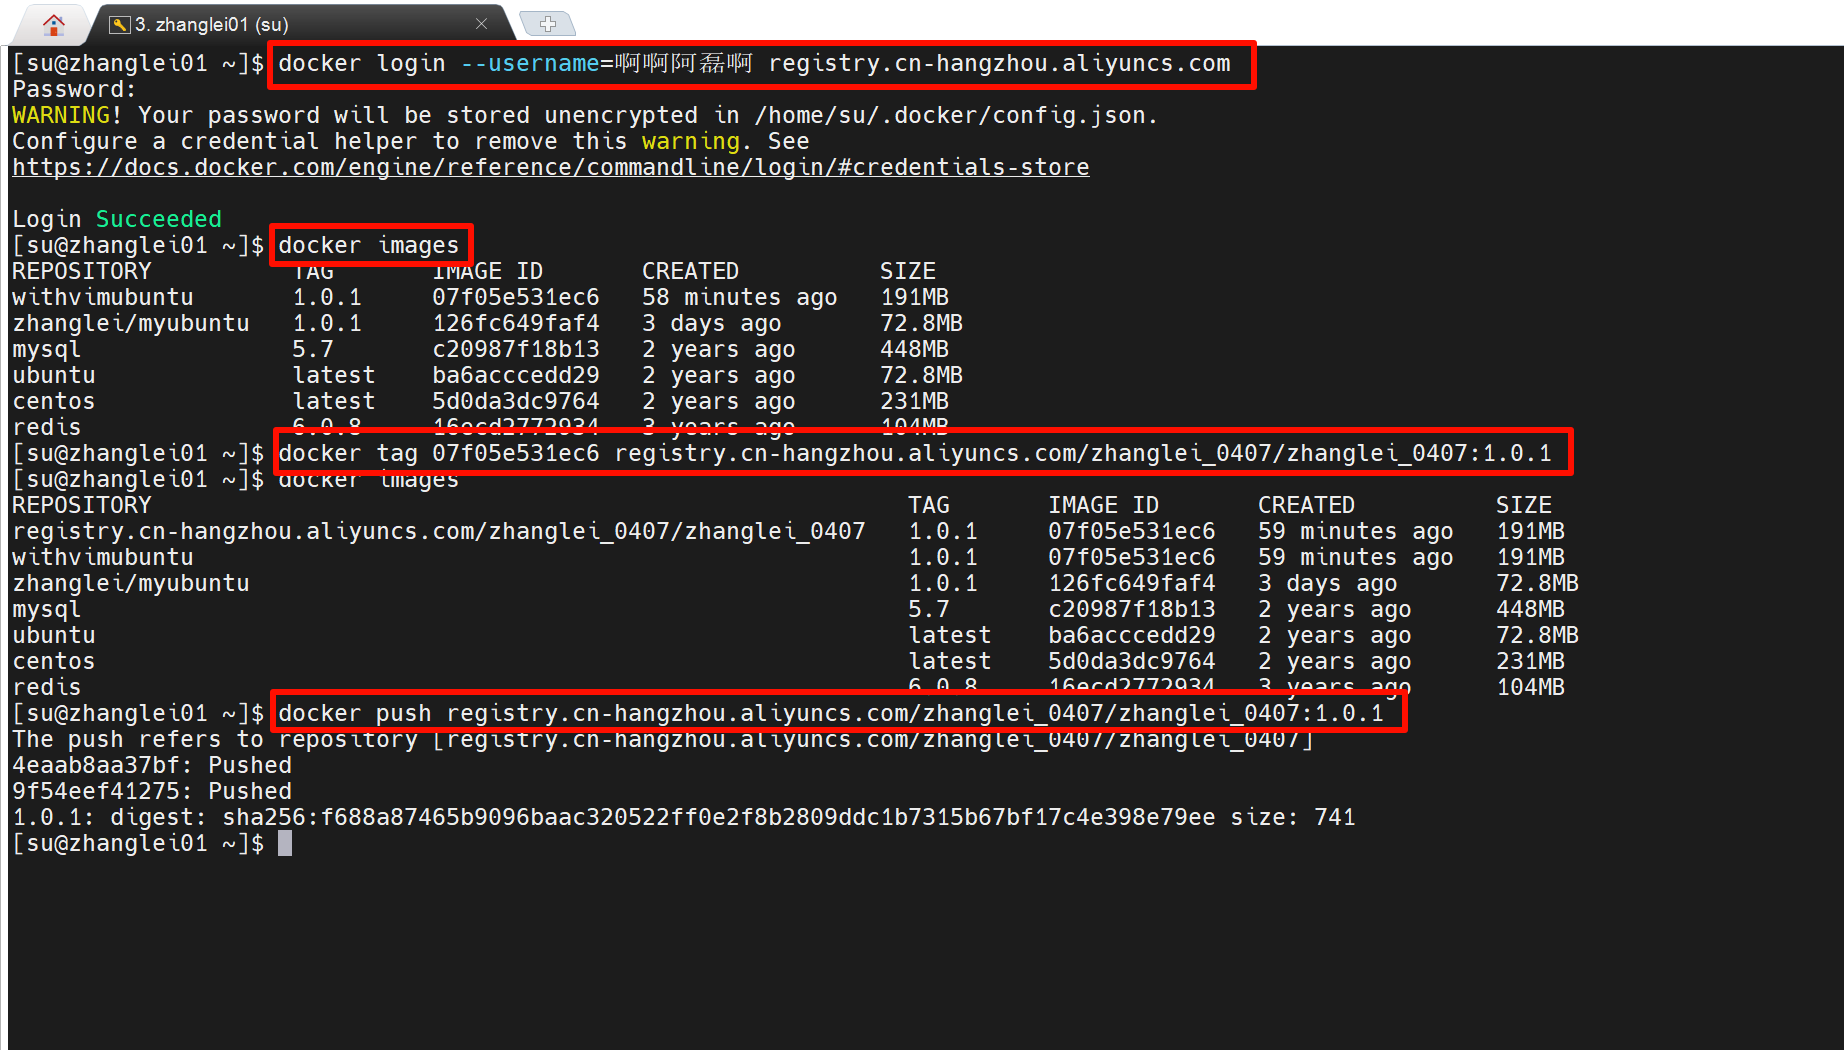 3. zhanglei01 (su)
[su@zhanglei01 ~]$ docker login --username=啊啊阿磊啊 registry.cn-hangzhou.aliyuncs.com
Password:
WARNING! Your password will be stored unencrypted in /home/su/.docker/config.json.
Configure a credential helper to remove this warning. See
https://docs.docker.com/engine/reference/commandline/login/#credentials-store
Login Succeeded
[su@zhanglei01 ~]$ docker images
REPOSITORY TAG IMAGE ID CREATED SIZE
withvimubuntu 1.0.1 07f05e531ec6 58 minutes ago 191MB
zhanglei/myubuntu 1.0.1 126fc649faf4 3 days ago 72.8MB
mysql 5.7 c20987f18b13 2 years ago 448MB
ubuntu latest ba6acccedd29 2 years ago 72.8MB
centos latest 5d0da3dc9764 2 years ago 231MB
redis 6.0.8 16ecd2772934 3 years ago 104MB
[su@zhanglei01 ~]$ docker tag 07f05e531ec6 registry.cn-hangzhou.aliyuncs.com/zhanglei_0407/zhanglei_0407:1.0.1
[su@zhanglei01 ~]$ docker images
REPOSITORY TAG IMAGE ID CREATED SIZE
registry.cn-hangzhou.aliyuncs.com/zhanglei_0407/zhanglei_0407 1.0.1 07f05e531ec6 59 minutes ago 191MB
withvimubuntu 1.0.1 07f05e531ec6 59 minutes ago 191MB
zhanglei/myubuntu 1.0.1 126fc649faf4 3 days ago 72.8MB
mysql 5.7 c20987f18b13 2 years ago 448MB
ubuntu latest ba6acccedd29 2 years ago 72.8MB
centos latest 5d0da3dc9764 2 years ago 231MB
redis 6.0.8 16ecd2772934 3 years ago 104MB
[su@zhanglei01 ~]$ docker push registry.cn-hangzhou.aliyuncs.com/zhanglei_0407/zhanglei_0407:1.0.1
The push refers to repository [registry.cn-hangzhou.aliyuncs.com/zhanglei_0407/zhanglei_0407]
4eaab8aa37bf: Pushed
9f54eef41275: Pushed
1.0.1: digest: sha256:f688a87465b9096baac320522ff0e2f8b2809ddc1b7315b67bf17c4e398e79ee size: 741
[su@zhanglei01 ~]$